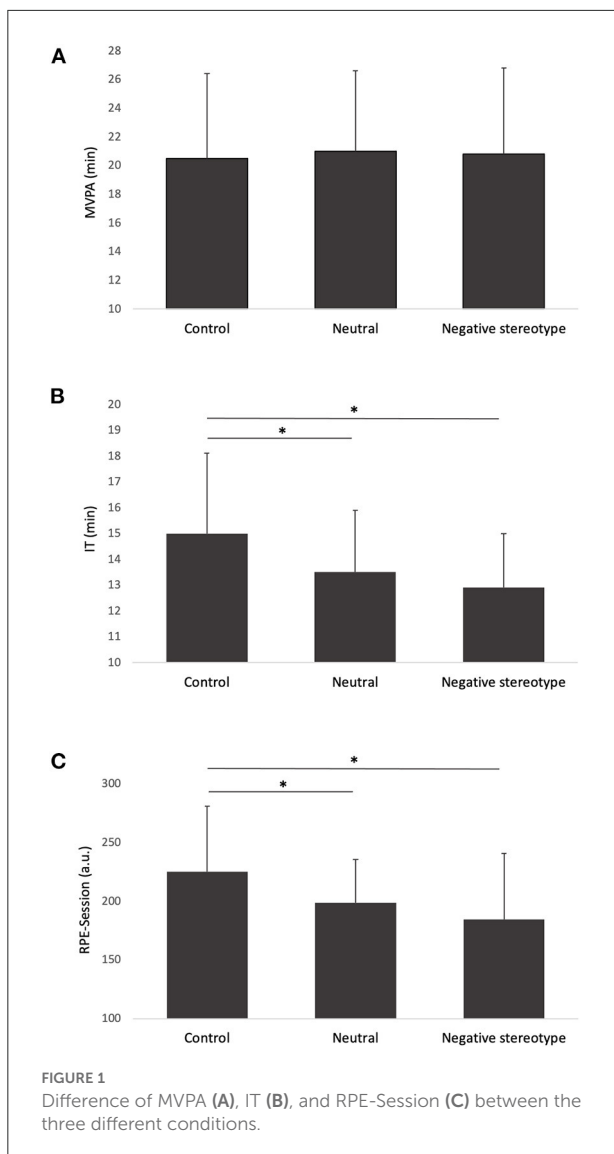 A
28
26
24
22
20
18
16
14
12
10
MVPA (min)
Control Neutral Negative stereotype
B
20
19
18
17
16
15
14
13
12
11
10
IT (min)
*
*
Control Neutral Negative stereotype
C
300
250
200
150
100
RPE-Session (a.u.)
*
*
Control Neutral Negative stereotype
FIGURE 1
Difference of MVPA (A), IT (B), and RPE-Session (C) between the
three different conditions.